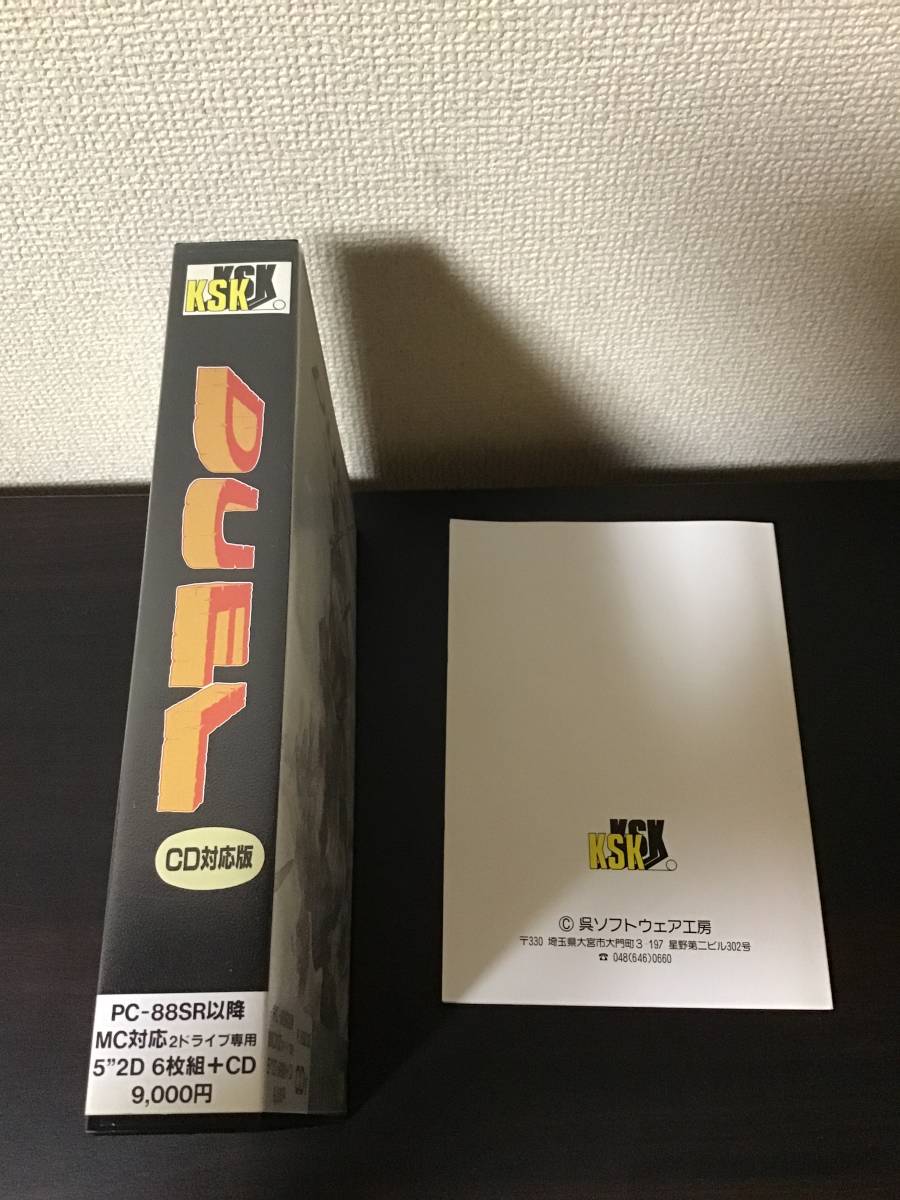 KSK
DUEL
CD対応版
PC-88SR以降
MC対応 2ドライブ専用
5”2D 6枚組+CD
9,000円
KSK
© 呉ソフトウェア工房
〒330 埼玉県大宮市大門町3-197 星野第二ビル302号
☎ 048(646)0660